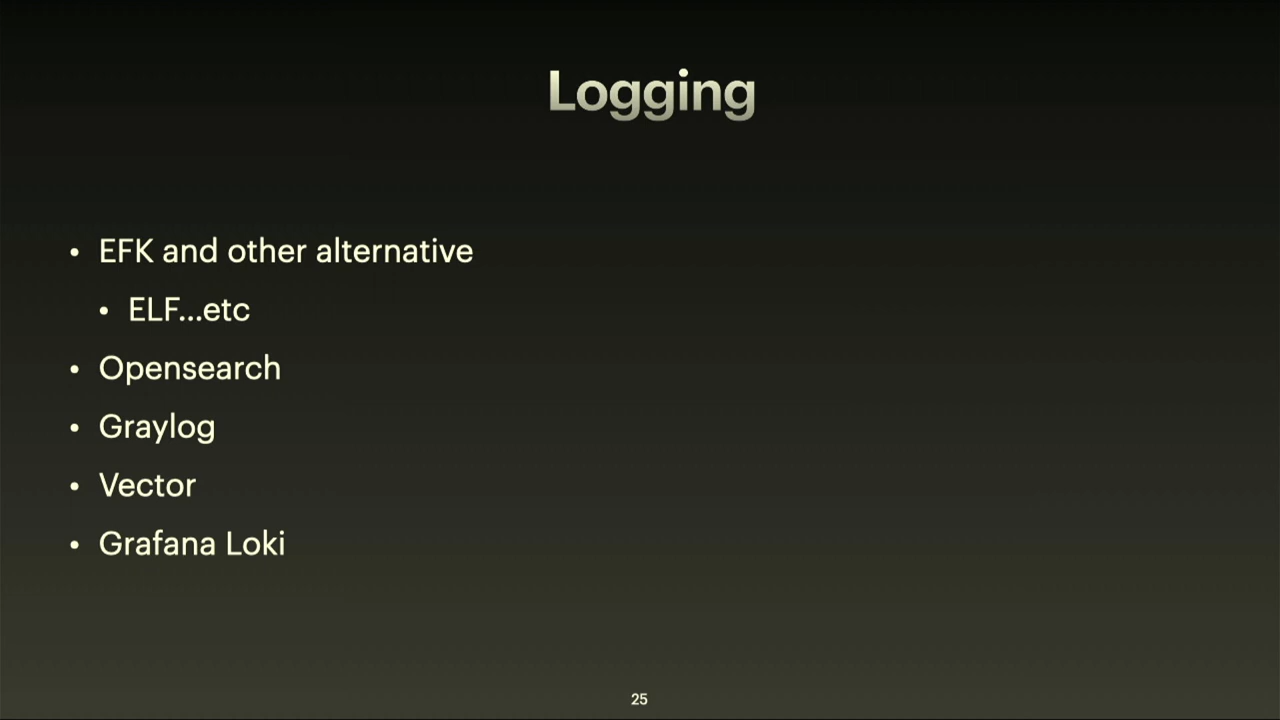 Logging
• EFK and other alternative
• ELF...etc
• Opensearch
• Graylog
• Vector
• Grafana Loki
25